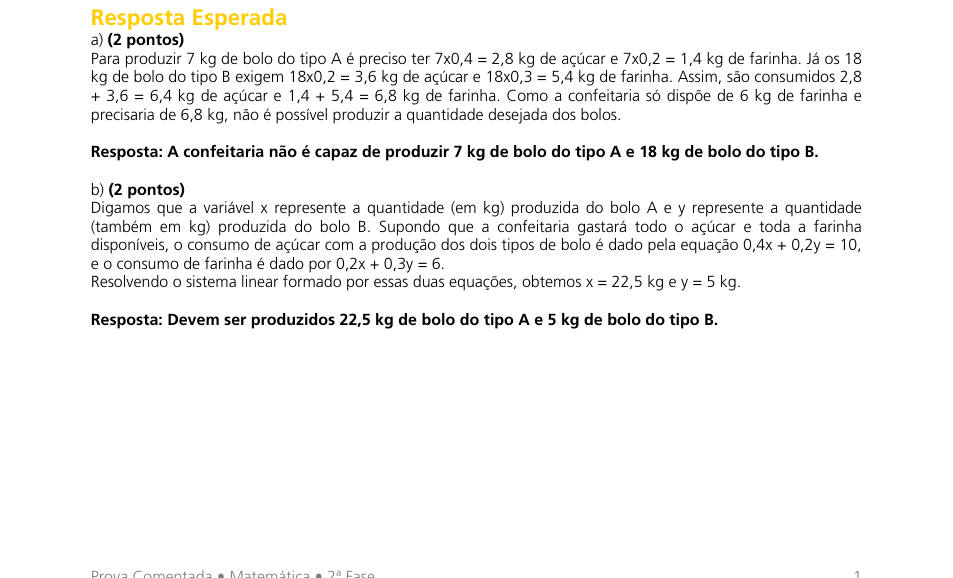 Resposta Esperada
a) (2 pontos)
Para produzir 7 kg de bolo do tipo A é preciso ter 7x0,4 = 2,8 kg de açúcar e 7x0,2 = 1,4 kg de farinha. Já os 18
kg de bolo do tipo B exigem 18x0,2 = 3,6 kg de açúcar e 18x0,3 = 5,4 kg de farinha. Assim, são consumidos 2,8
+ 3,6 = 6,4 kg de açúcar e 1,4 + 5,4 = 6,8 kg de farinha. Como a confeitaria só dispõe de 6 kg de farinha e
precisaria de 6,8 kg, não é possível produzir a quantidade desejada dos bolos.
Resposta: A confeitaria não é capaz de produzir 7 kg de bolo do tipo A e 18 kg de bolo do tipo B.
b) (2 pontos)
Digamos que a variável x represente a quantidade (em kg) produzida do bolo A e y represente a quantidade
(também em kg) produzida do bolo B. Supondo que a confeitaria gastará todo o açúcar e toda a farinha
disponíveis, o consumo de açúcar com a produção dos dois tipos de bolo é dado pela equação 0,4x + 0,2y = 10,
e o consumo de farinha é dado por 0,2x + 0,3y = 6.
Resolvendo o sistema linear formado por essas duas equações, obtemos x = 22,5 kg e y = 5 kg.
Resposta: Devem ser produzidos 22,5 kg de bolo do tipo A e 5 kg de bolo do tipo B.
Prova Comentada • Matemática • 2ª Fase 1